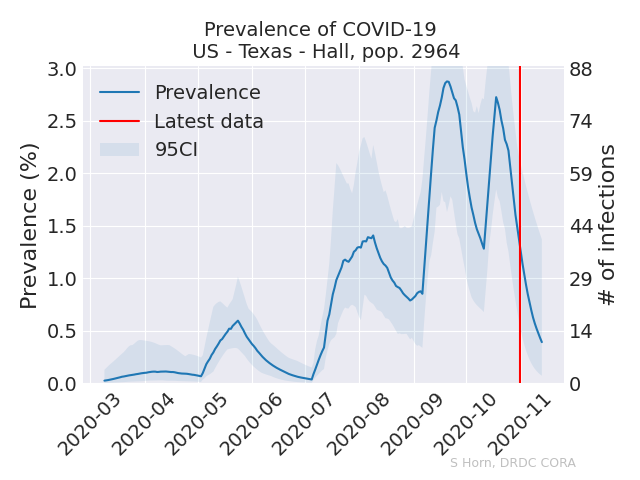 Prevalence of COVID-19
US - Texas - Hall, pop. 2964
Prevalence (%)
3.0
2.5
2.0
1.5
1.0
0.5
0.0
Prevalence
Latest data
95CI
88
74
59
44
29
14
0
# of infections
2020-03
2020-04
2020-05
2020-06
2020-07
2020-08
2020-09
2020-10
2020-11
S Horn, DRDC CORA